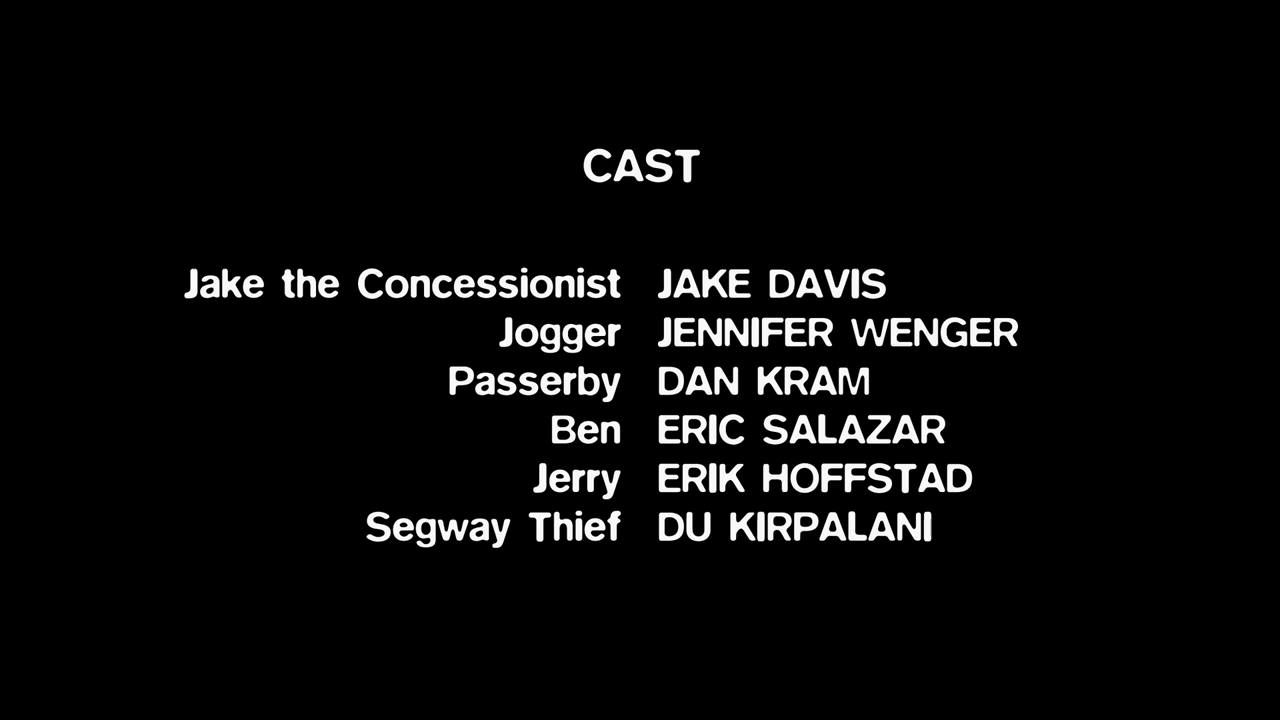 CAST
Jake the Concessionist JAKE DAVIS
Jogger JENNIFER WENGER
Passerby DAN KRAM
Ben ERIC SALAZAR
Jerry ERIK HOFFSTAD
Segway Thief DU KIRPALANI